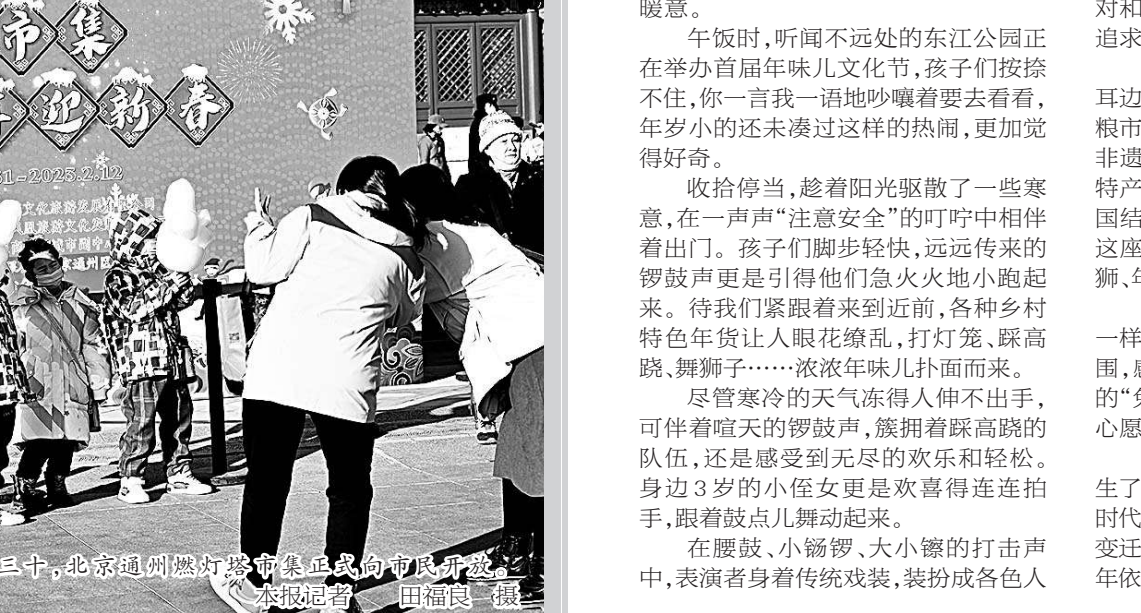 市集
迎新春
31-2023.2.12
三十，北京通州燃灯塔市集正式向市民开放。
本报记者 田福良 摄
暖意。
午饭时，听闻不远处的东江公园正
在举办首届年味儿文化节，孩子们按捺
不住，你一言我一语地吵嚷着要去看看，
年岁小的还未凑过这样的热闹，更加觉
得好奇。
收拾停当，趁着阳光驱散了一些寒
意，在一声声“注意安全”的叮咛中相伴
着出门。孩子们脚步轻快，远远传来的
锣鼓声更是引得他们急火火地小跑起
来。待我们紧跟着来到近前，各种乡村
特色年货让人眼花缭乱，打灯笼、踩高
跷、舞狮子……浓浓年味儿扑面而来。
尽管寒冷的天气冻得人伸不出手，
可伴着喧天的锣鼓声，簇拥着踩高跷的
队伍，还是感受到无尽的欢乐和轻松。
身边3岁的小侄女更是欢喜得连连拍
手，跟着鼓点儿舞动起来。
在腰鼓、小钖锣、大小镲的打击声
中，表演者身着传统戏装，装扮成各色人
对和
追求
耳边
粮市
非遗
特产
国结
这座
狮、年
一样
围，感
的“兔
心愿
生了
时代
变迁
年依